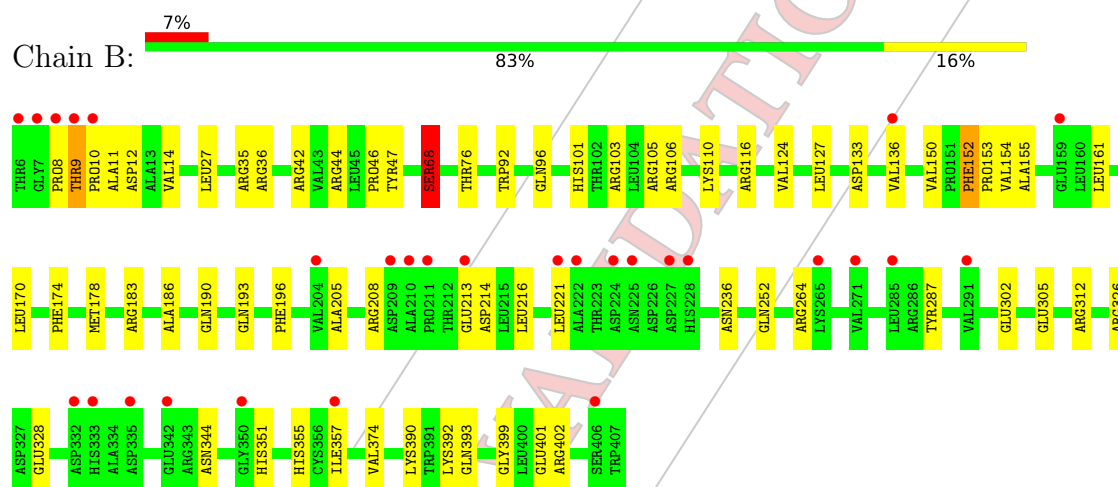 7%
Chain B:
83% 16%
THR6 GLY7 PRO8 THR9 PRO10 ALA11 ASP12 ALA13 VAL14 LEU27 ARG35 ARG36 ARG42 VAL43 ARG44 LEU45 PRO46 TYR47 SER68 THR76 TRP92 GLN96 HIS101 THR102 ARG103 LEU104 ARG105 ARG106 LYS110 ARG116 VAL124 LEU127 ASP133 VAL136 VAL150 PRO151 PHE152 PRO153 VAL154 ALA155 GLU159 LEU160 LEU161
LEU170 PHE174 MET178 ARG183 ALA186 GLN190 GLN193 PHE196 VAL204 ALA205 ARG208 ASP209 ALA210 PRO211 THR212 GLU213 ASP214 LEU215 LEU216 LEU221 ALA222 THR223 ASP224 ASN225 ASP226 ASP227 HIS228 ASN236 GLN252 ARG264 LYS265 VAL271 LEU285 ARG286 TYR287 VAL291 GLU302 GLU305 ARG312
ASP327 GLU328 ASP332 HIS333 ALA334 ASP335 GLU342 ARG343 ASN344 GLY350 HIS351 HIS355 CYS356 ILE357 VAL374 LYS390 TRP391 LYS392 GLN393 GLY399 LEU400 GLU401 ARG402 SER406 TRP407